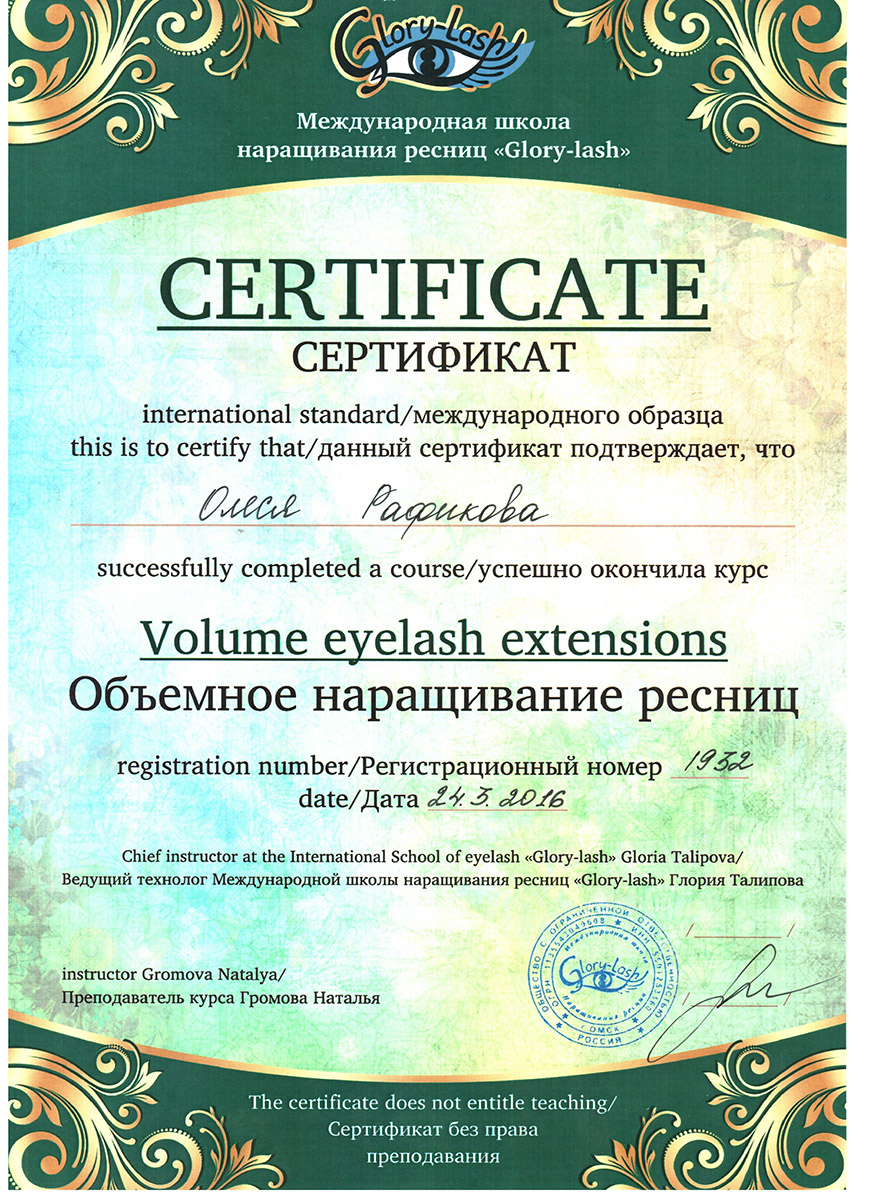 Glory-Lash
Международная школа
наращивания ресниц «Glory-lash»
CERTIFICATE
СЕРТИФИКАТ
international standard/международного образца
this is to certify that/данный сертификат подтверждает, что
Олеся Рафикова
successfully completed a course/успешно окончила курс
Volume eyelash extensions
Объемное наращивание ресниц
registration number/Регистрационный номер 1932
date/Дата 24.3.2016
Chief instructor at the International School of eyelash «Glory-lash» Gloria Talipova/
Ведущий технолог Международной школы наращивания ресниц «Glory-lash» Глория Талипова
/ /
instructor Gromova Natalya/
Преподаватель курса Громова Наталья
/ /
ОБЩЕСТВО С ОГРАНИЧЕННОЙ ОТВЕТСТВЕННОСТЬЮ
ОГРН
ИНН
Международная школа
Glory-Lash
Наращивания ресниц
г.ОМСК
РОССИЯ
The certificate does not entitle teaching/
Сертификат без права
преподавания